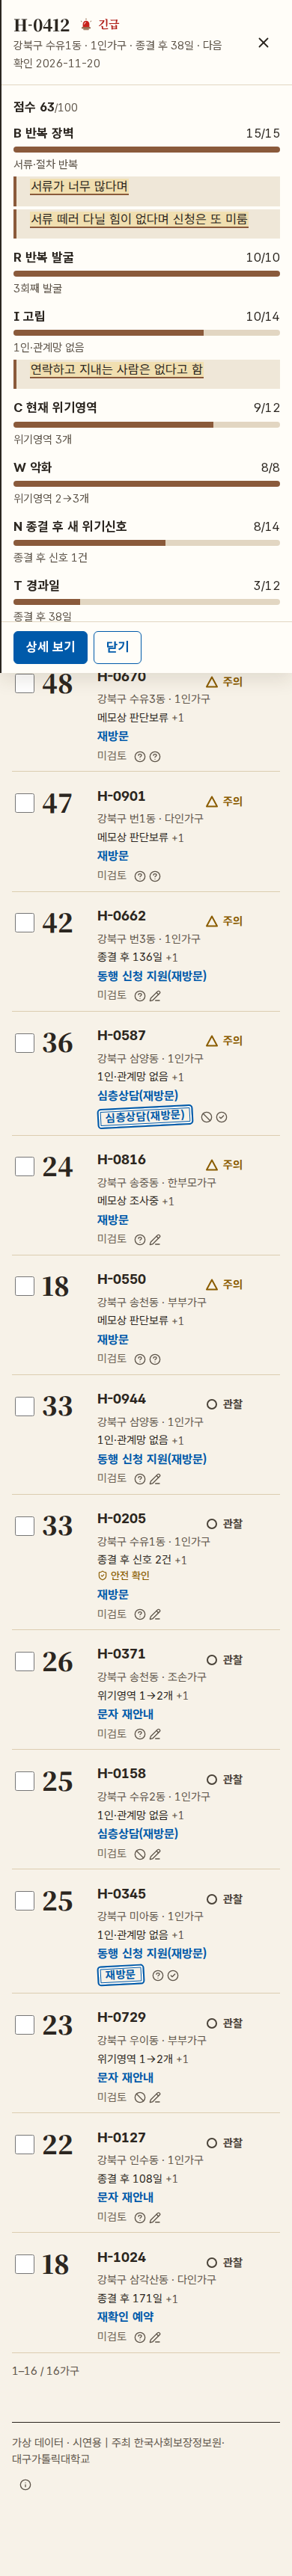 H-0412 긴급
강북구 수유1동 · 1인가구 · 종결 후 38일 · 다음
확인 2026-11-20
점수 63/100
B 반복 장벽 15/15
서류·절차 반복
서류가 너무 많다며
서류 떼러 다닐 힘이 없다며 신청은 또 미룸
R 반복 발굴 10/10
3회째 발굴
I 고립 10/14
1인·관계망 없음
연락하고 지내는 사람은 없다고 함
C 현재 위기영역 9/12
위기영역 3개
W 악화 8/8
위기영역 2→3개
N 종결 후 새 위기신호 8/14
종결 후 신호 1건
T 경과일 3/12
종결 후 38일
상세 보기 닫기
48 H-0670 주의
강북구 수유3동 · 1인가구
메모상 판단보류 +1
재방문
미검토
47 H-0901 주의
강북구 번1동 · 다인가구
메모상 판단보류 +1
재방문
미검토
42 H-0662 주의
강북구 번3동 · 1인가구
종결 후 136일 +1
동행 신청 지원(재방문)
미검토
36 H-0587 주의
강북구 삼양동 · 1인가구
1인·관계망 없음 +1
심층상담(재방문)
심층상담(재방문)
24 H-0816 주의
강북구 송중동 · 한부모가구
메모상 조사중 +1
재방문
미검토
18 H-0550 주의
강북구 송천동 · 부부가구
메모상 판단보류 +1
재방문
미검토
33 H-0944 관찰
강북구 삼양동 · 1인가구
1인·관계망 없음 +1
동행 신청 지원(재방문)
미검토
33 H-0205 관찰
강북구 수유1동 · 1인가구
종결 후 신호 2건 +1
안전 확인
재방문
미검토
26 H-0371 관찰
강북구 송천동 · 조손가구
위기영역 1→2개 +1
문자 재안내
미검토
25 H-0158 관찰
강북구 수유2동 · 1인가구
1인·관계망 없음 +1
심층상담(재방문)
미검토
25 H-0345 관찰
강북구 미아동 · 1인가구
1인·관계망 없음 +1
동행 신청 지원(재방문)
재방문
23 H-0729 관찰
강북구 우이동 · 부부가구
위기영역 1→2개 +1
문자 재안내
미검토
22 H-0127 관찰
강북구 인수동 · 1인가구
종결 후 108일 +1
문자 재안내
미검토
18 H-1024 관찰
강북구 삼각산동 · 다인가구
종결 후 171일 +1
재확인 예약
미검토
1–16 / 16가구
가상 데이터 · 시연용 | 주최 한국사회보장정보원·
대구가톨릭대학교